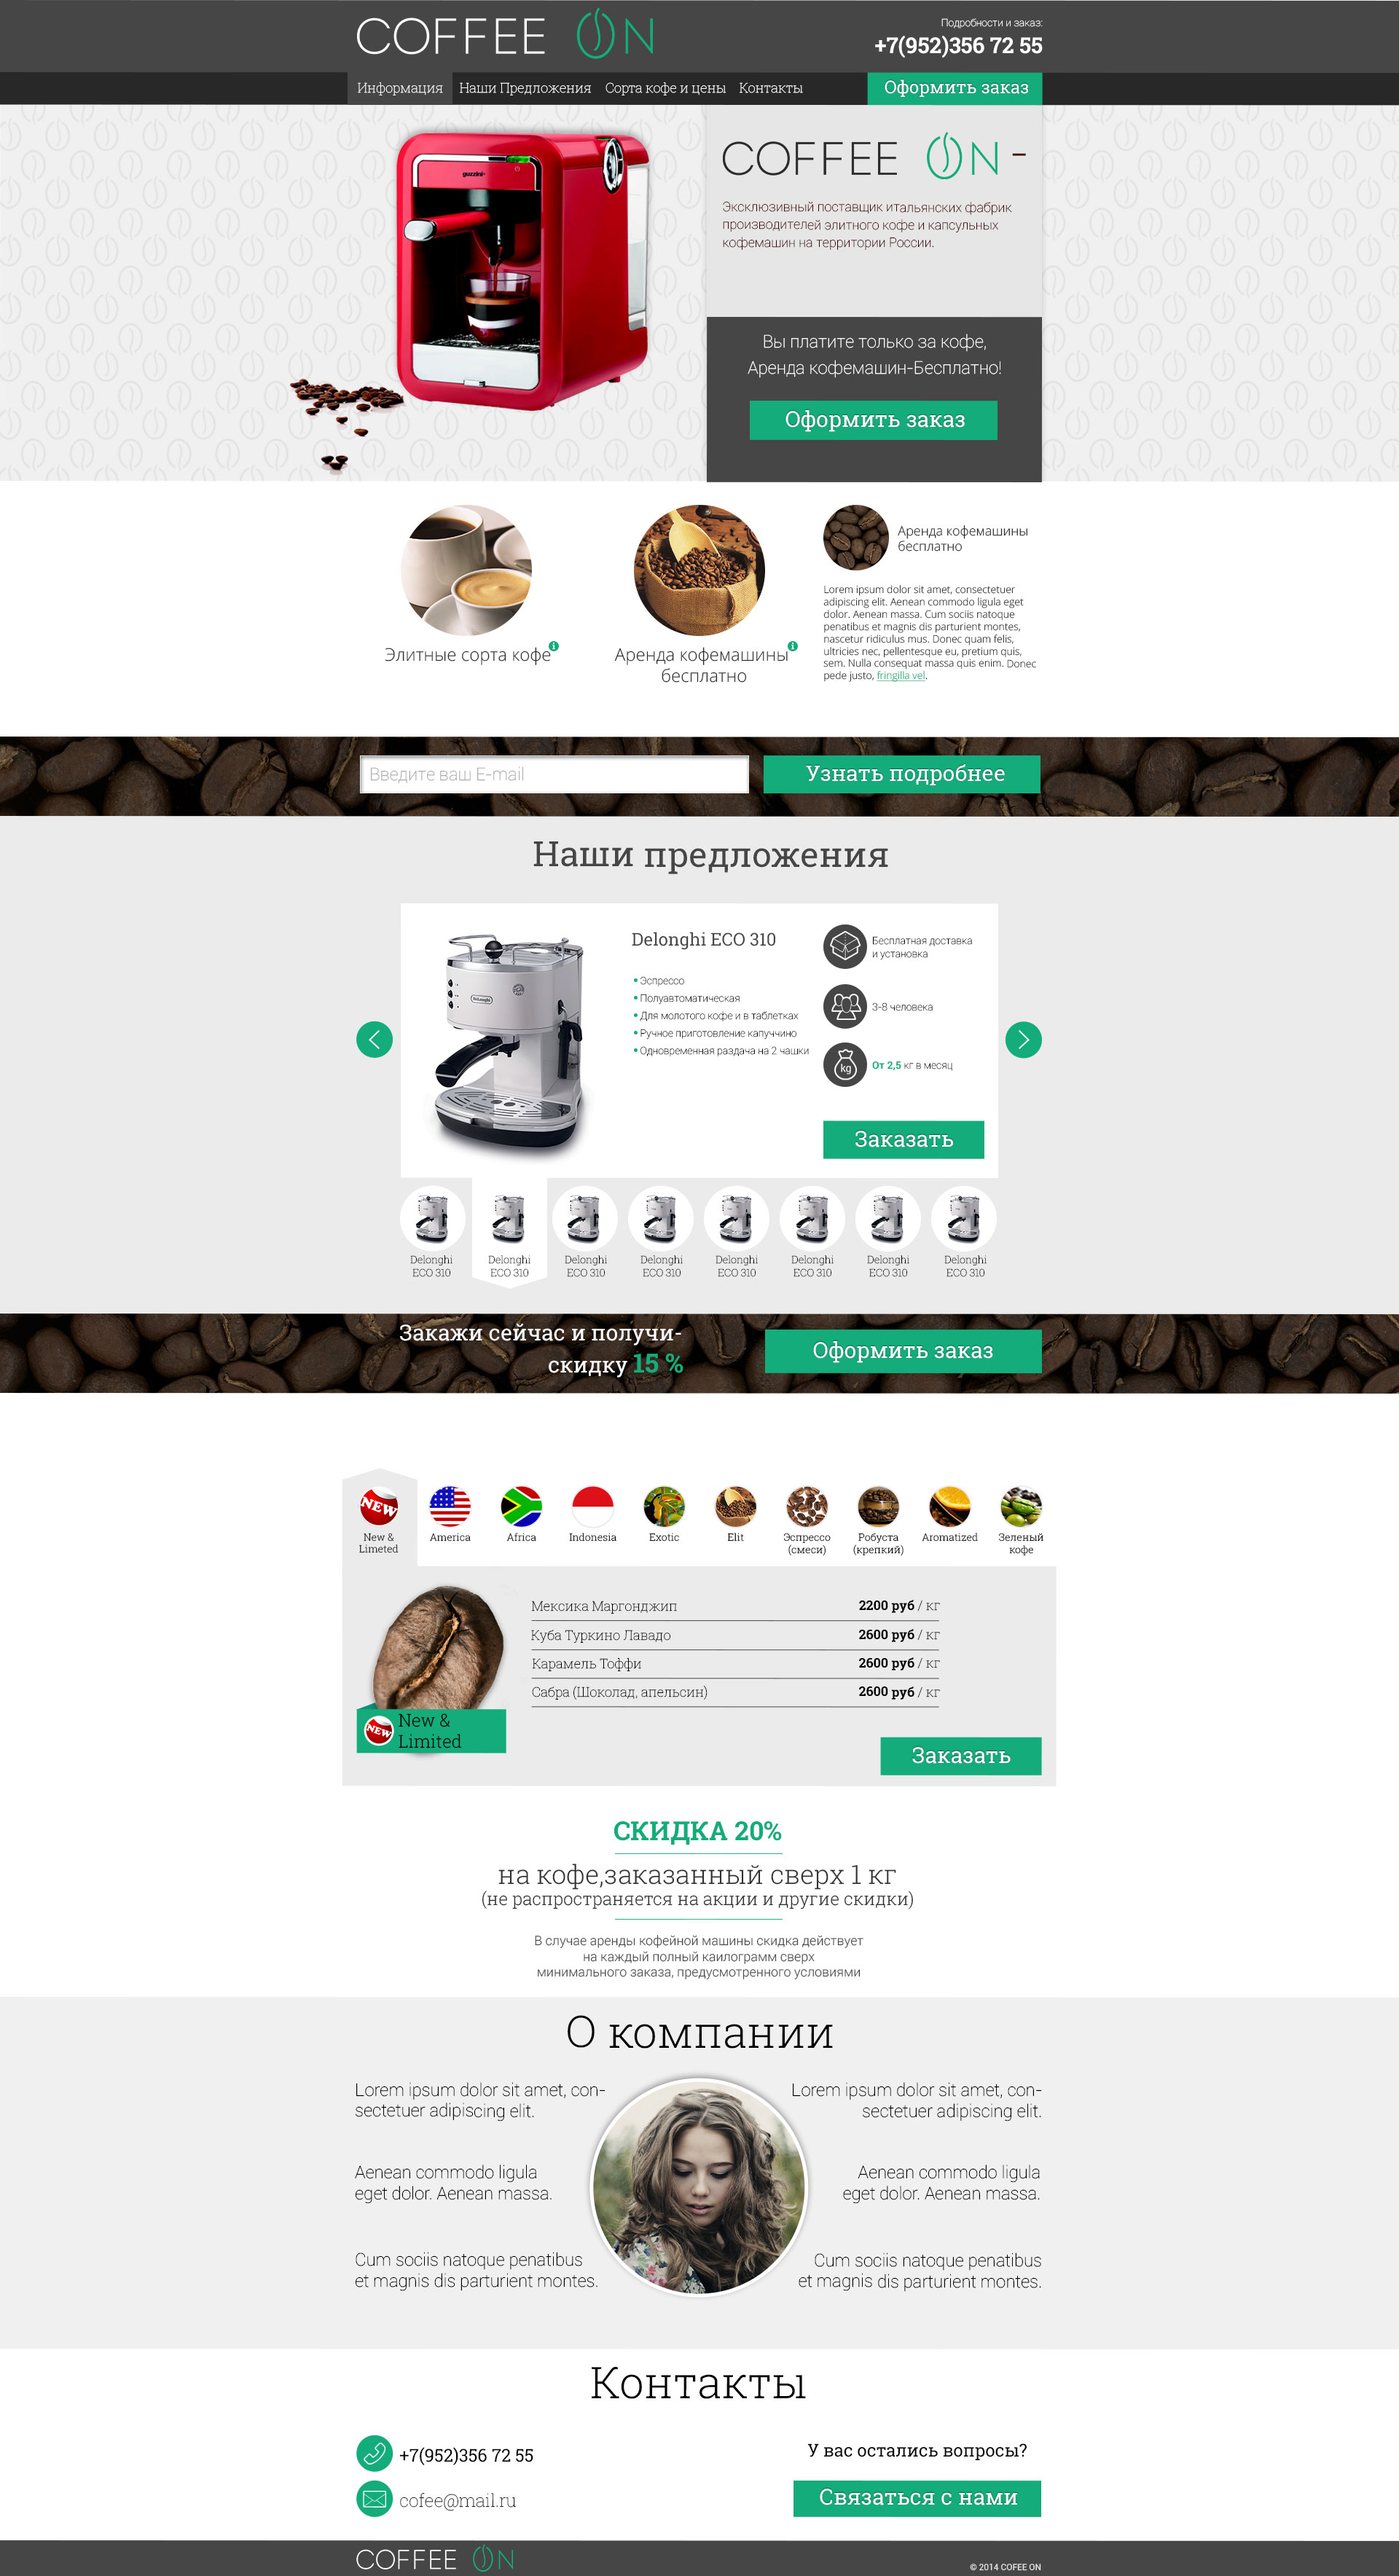 COFFEE ON
Подробности и заказ:
+7(952)356 72 55
Информация
Наши Предложения
Сорта кофе и цены
Контакты
Оформить заказ
guzzini
COFFEE ON -
Эксклюзивный поставщик итальянских фабрик
производителей элитного кофе и капсульных
кофемашин на территории России.
Вы платите только за кофе,
Аренда кофемашин-Бесплатно!
Оформить заказ
Элитные сорта кофе
Аренда кофемашины
бесплатно
Аренда кофемашины
бесплатно
Lorem ipsum dolor sit amet, consectetuer
adipiscing elit. Aenean commodo ligula eget
dolor. Aenean massa. Cum sociis natoque
penatibus et magnis dis parturient montes,
nascetur ridiculus mus. Donec quam felis,
ultricies nec, pellentesque eu, pretium quis,
sem. Nulla consequat massa quis enim. Donec
pede justo, fringilla vel.
Введите ваш E-mail
Узнать подробнее
Наши предложения
DeLonghi
Delonghi ECO 310
Эспрессо
Полуавтоматическая
Для молотого кофе и в таблетках
Ручное приготовление капуччино
Одновременная раздача на 2 чашки
Бесплатная доставка
и установка
3-8 человека
kg
От 2,5 кг в месяц
Заказать
Delonghi
ECO 310
Delonghi
ECO 310
Delonghi
ECO 310
Delonghi
ECO 310
Delonghi
ECO 310
Delonghi
ECO 310
Delonghi
ECO 310
Delonghi
ECO 310
Закажи сейчас и получи-
скидку 15 %
Оформить заказ
NEW
New &
Limeted
America
Africa
Indonesia
Exotic
Elit
Эспрессо
(смеси)
Робуста
(крепкий)
Aromatized
Зеленый
кофе
Мексика Маргонджип 2200 руб / кг
Куба Туркино Лавадо 2600 руб / кг
Карамель Тоффи 2600 руб / кг
Сабра (Шоколад, апельсин) 2600 руб / кг
NEW
New &
Limited
Заказать
СКИДКА 20%
на кофе,заказанный сверх 1 кг
(не распространяется на акции и другие скидки)
В случае аренды кофейной машины скидка действует
на каждый полный каилограмм сверх
минимального заказа, предусмотренного условиями
О компании
Lorem ipsum dolor sit amet, con-
sectetuer adipiscing elit.
Aenean commodo ligula
eget dolor. Aenean massa.
Cum sociis natoque penatibus
et magnis dis parturient montes.
Lorem ipsum dolor sit amet, con-
sectetuer adipiscing elit.
Aenean commodo ligula
eget dolor. Aenean massa.
Cum sociis natoque penatibus
et magnis dis parturient montes.
Контакты
+7(952)356 72 55
cofee@mail.ru
У вас остались вопросы?
Связаться с нами
COFFEE ON
© 2014 COFEE ON